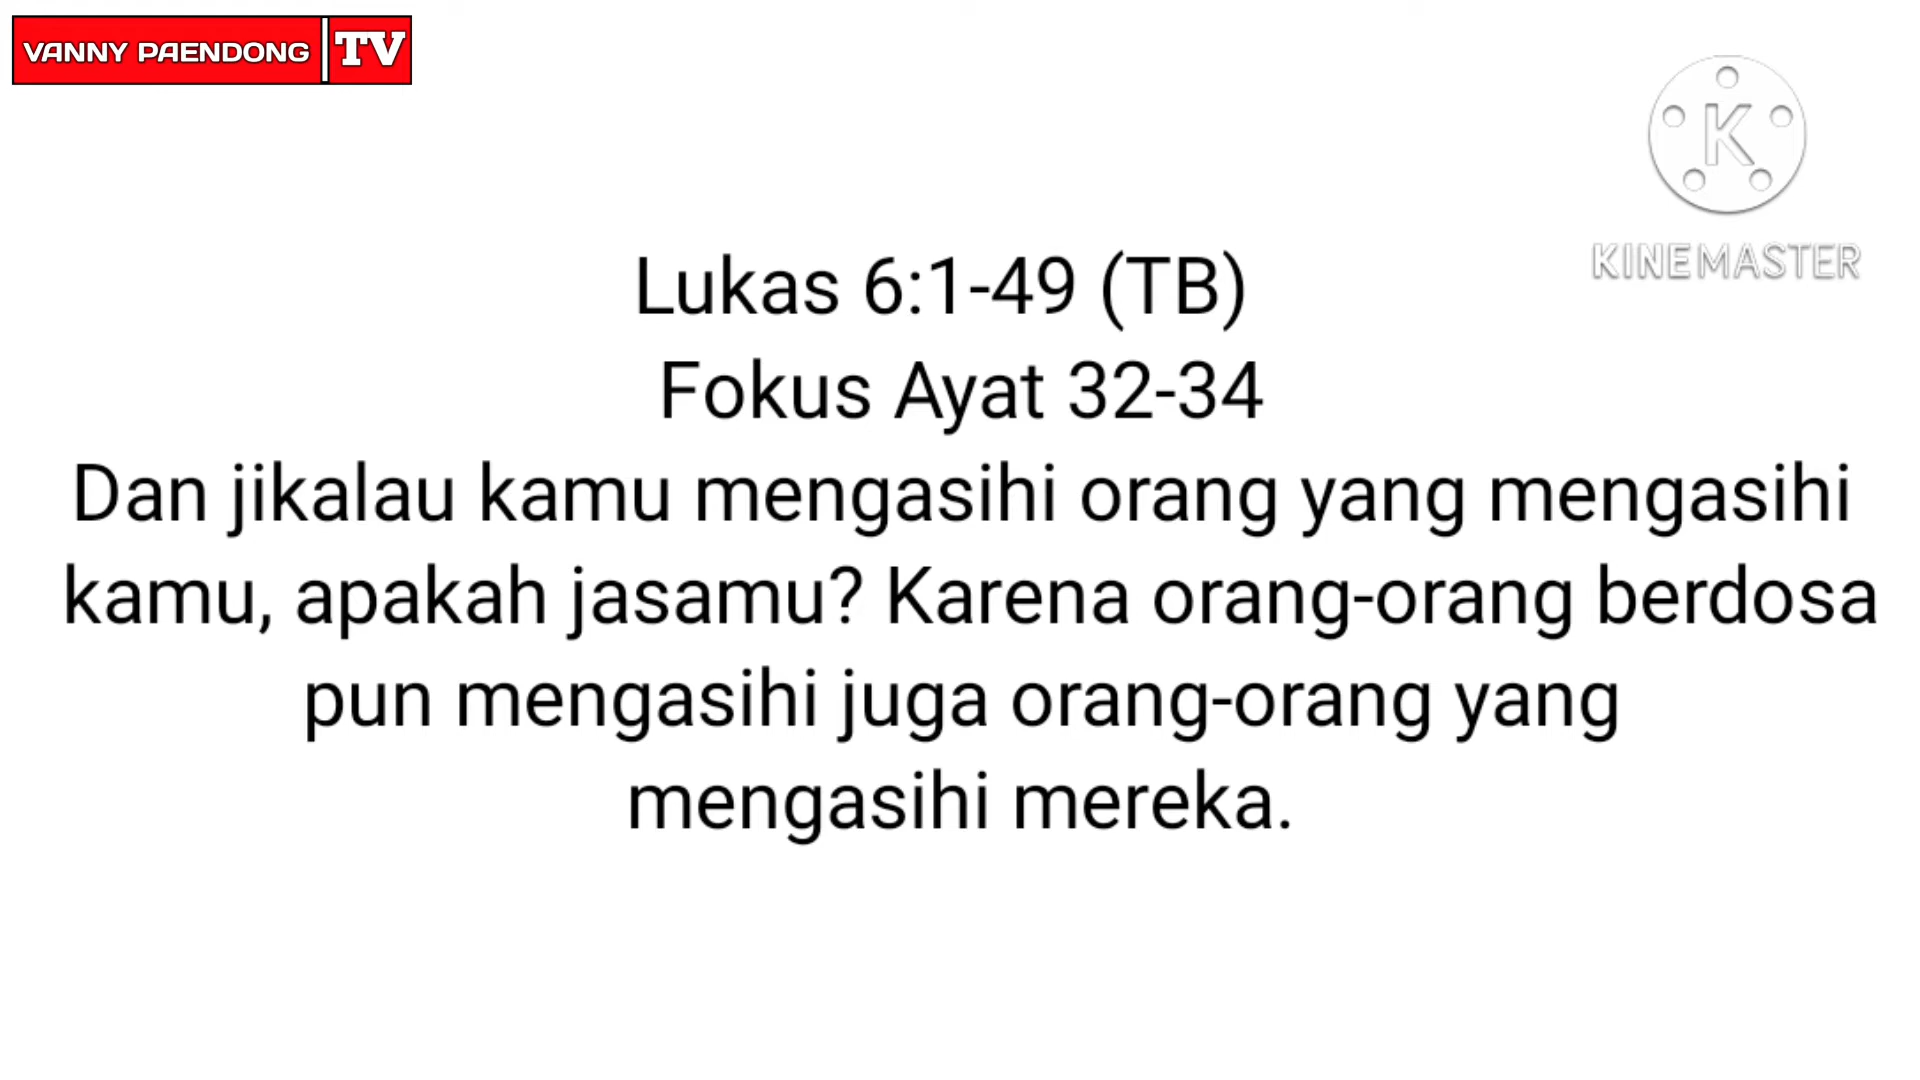 VANNY PAENDONG TV
K
KINEMASTER
Lukas 6:1-49 (TB)
Fokus Ayat 32-34
Dan jikalau kamu mengasihi orang yang mengasihi
kamu, apakah jasamu? Karena orang-orang berdosa
pun mengasihi juga orang-orang yang
mengasihi mereka.